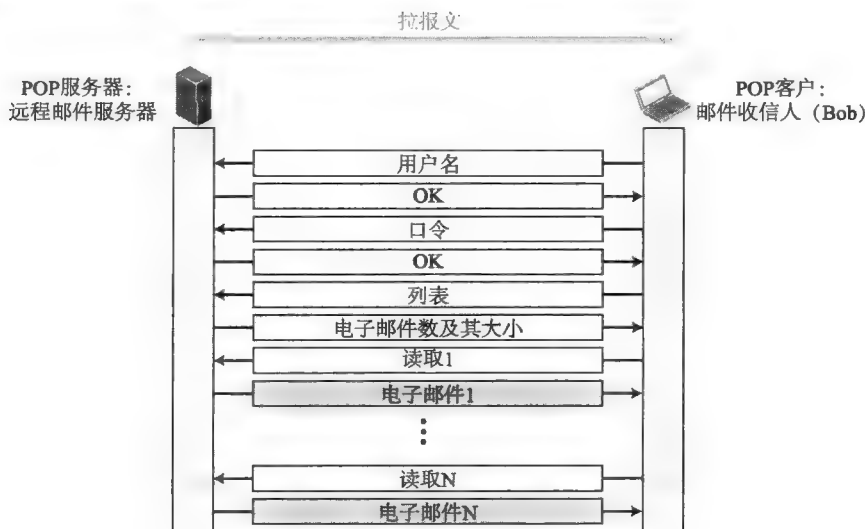 拉报文
POP服务器：
远程邮件服务器
POP客户：
邮件收信人（Bob）
用户名
OK
口令
OK
列表
电子邮件数及其大小
读取1
电子邮件1
读取N
电子邮件N